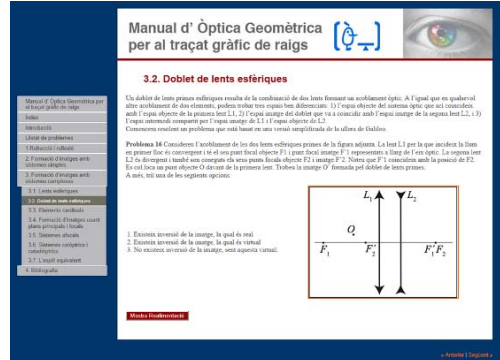 Manual d' Òptica Geomètrica
per al traçat gràfic de raigs
3.2. Doblet de lents esfèriques
Manual d' Òptica Geomètrica per
al traçat gràfic de raigs
Índex
Introducció
Llistat de problemes
1.Refracció i reflexió
2. Formació d'imatges amb
sistemes simples
3. Formació d'imatges amb
sistemes complexos
3.1. Lents esfèriques
3.2. Doblet de lents esfèriques
3.3. Elements cardinals
3.4. Formació d'imatges usant
plans principals i focals
3.5. Sistemes afocals
3.6. Sistemes catòptrics i
catadiòptrics
3.7. L'espill equivalent
4. Bibliografia
Un doblet de lents primes esfèriques resulta de la combinació de dos lents formant un acoblament òptic. A l'igual que en qualsevol
altre acoblament de dos elements, podem trobar tres espais ben diferenciats: 1) l'espai objecte del sistema òptic que ací coincideix
amb l'espai objecte de la primera lent L1, 2) l'espai imatge del doblet que va a coincidir amb l'espai imatge de la segona lent L2, i 3)
l'espai intermedi compartit per l'espai imatge de L1 i l'espai objecte de L2.
Comencem resolent un problema que està basat en una versió simplificada de la ullera de Galileo.
Problema 16 Considereu l'acoblament de les dos lents esfèriques primes de la figura adjunta. La lent L1 per la que incideix la llum
en primer lloc és convergent i té el seu punt focal objecte F1 i punt focal imatge F'1 representats a llarg de l'eix òptic. La segona lent
L2 és divergent i també son coneguts els seus punts focals objecte F2 i imatge F'2. Noteu que F'1 coincideix amb la posició de F2.
Es col·loca un punt objecte O davant de la primera lent. Trobeu la imatge O' formada pel doblet de lents primes.
A més, trii una de les següents opcions:
1. Existeix inversió de la imatge, la qual és real
2. Existeix inversió de la imatge, la qual és virtual
3. No existeix inversió de la imatge, sent aquesta virtual.
L1 L2
O
F1 F'2 F'1F2
Mostra Realimentació
« Anterior | Següent »